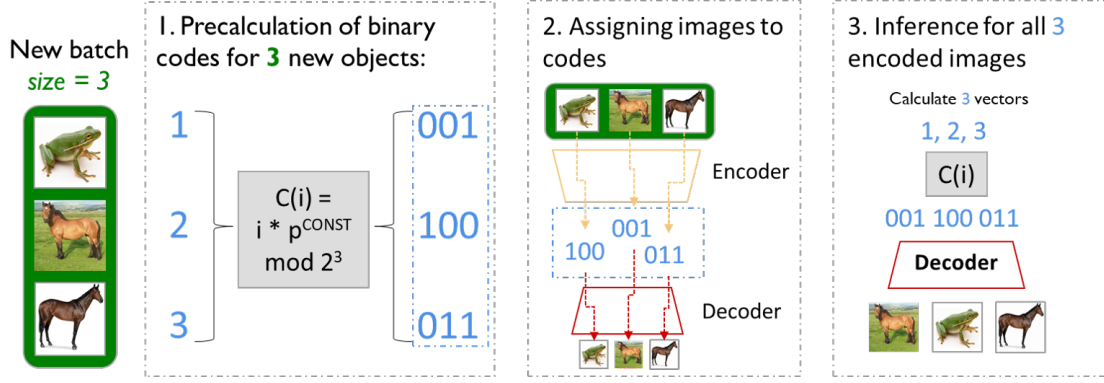 New batch
size = 3
1. Precalculation of binary
codes for 3 new objects:
1
2
3
C(i) =
i * p^CONST
mod 2³
001
100
011
2. Assigning images to
codes
Encoder
001
100
011
Decoder
3. Inference for all 3
encoded images
Calculate 3 vectors
1, 2, 3
C(i)
001 100 011
Decoder